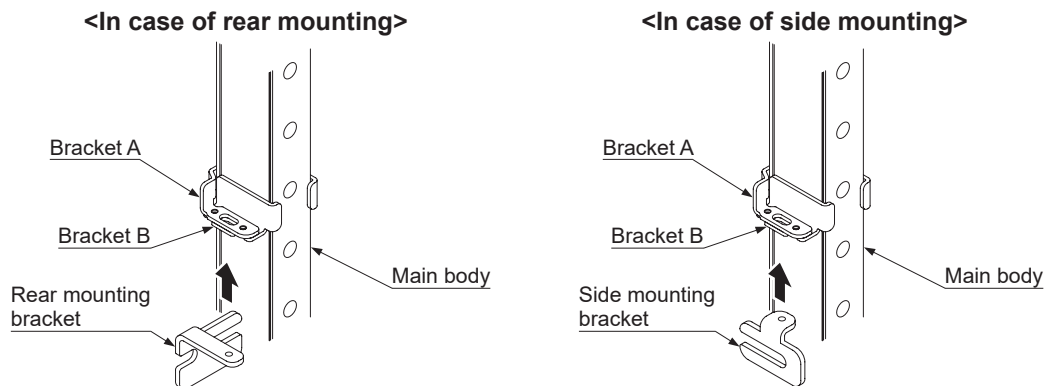 <In case of rear mounting>
Bracket A
Bracket B
Main body
Rear mounting
bracket
<In case of side mounting>
Bracket A
Bracket B
Main body
Side mounting
bracket